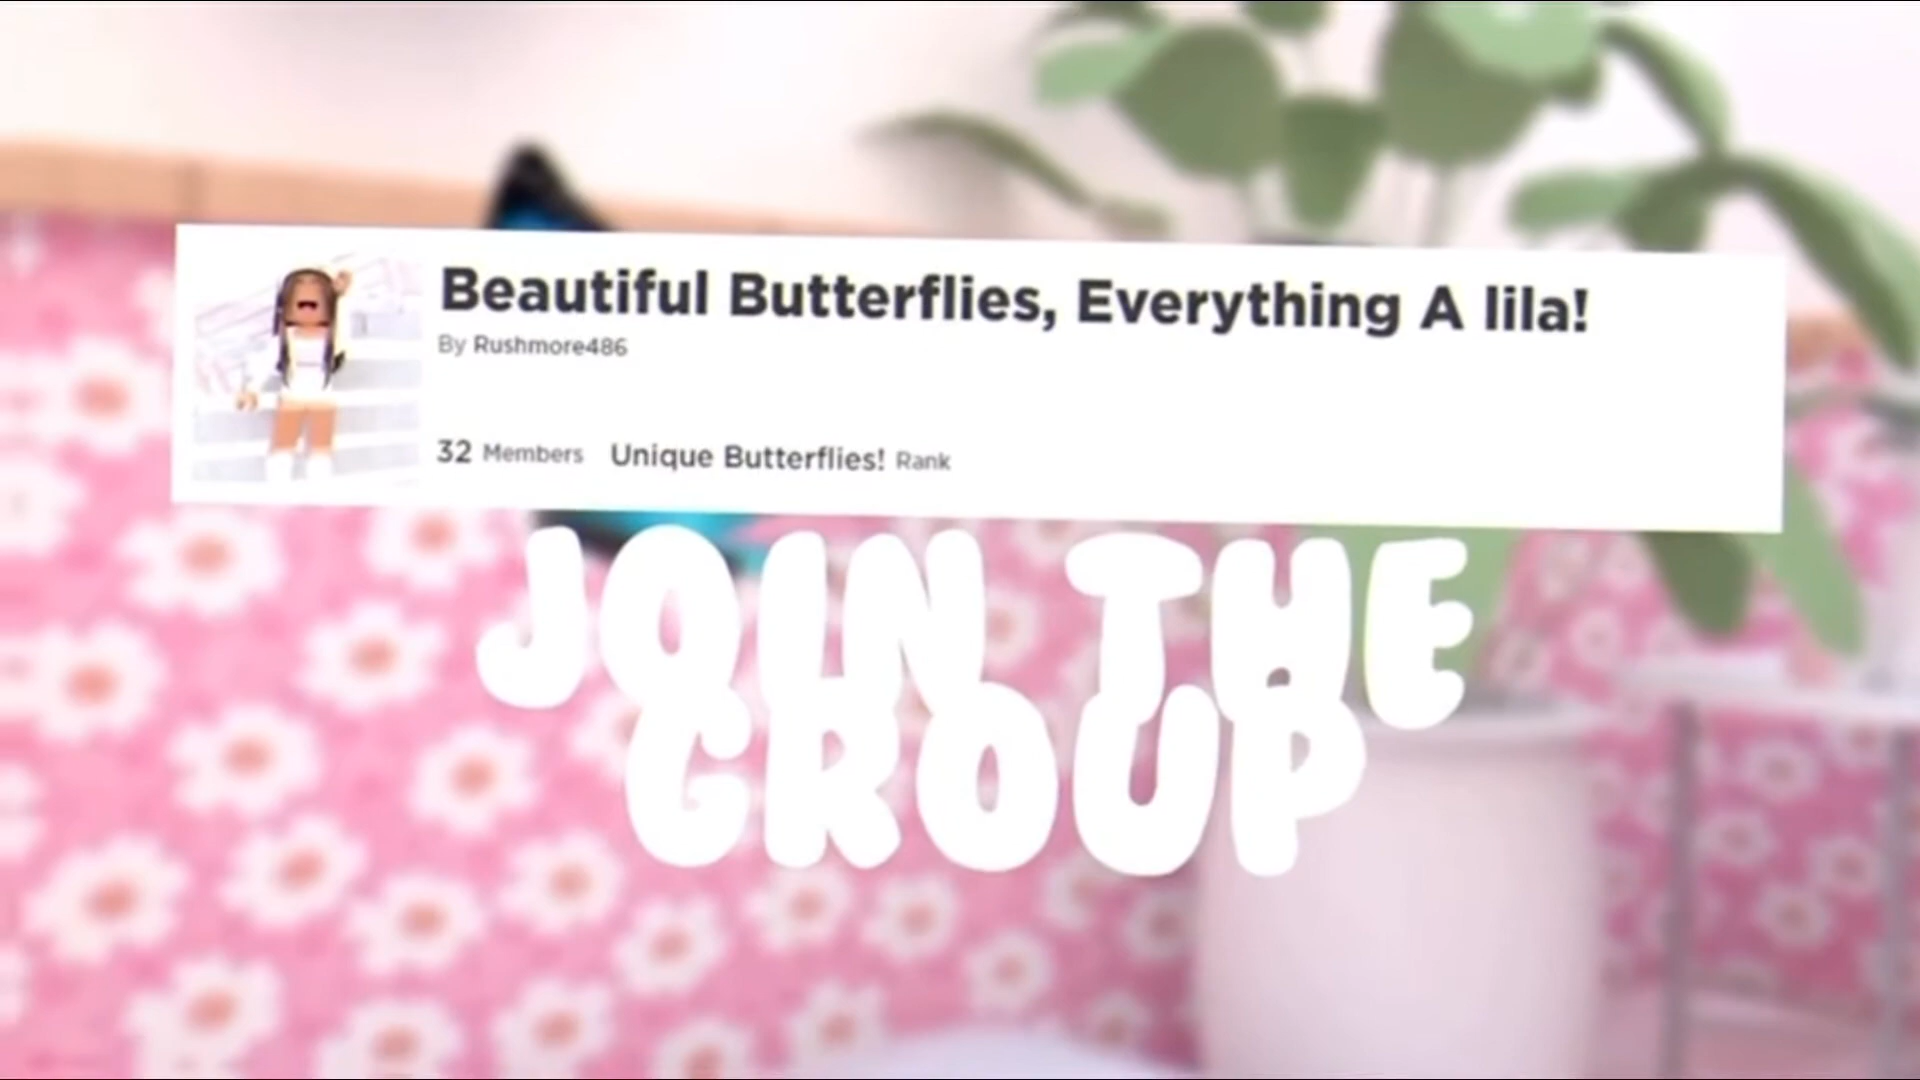 Beautiful Butterflies, Everything A lila!
By Rushmore486
32 Members Unique Butterflies! Rank
JOIN THE
GROUP